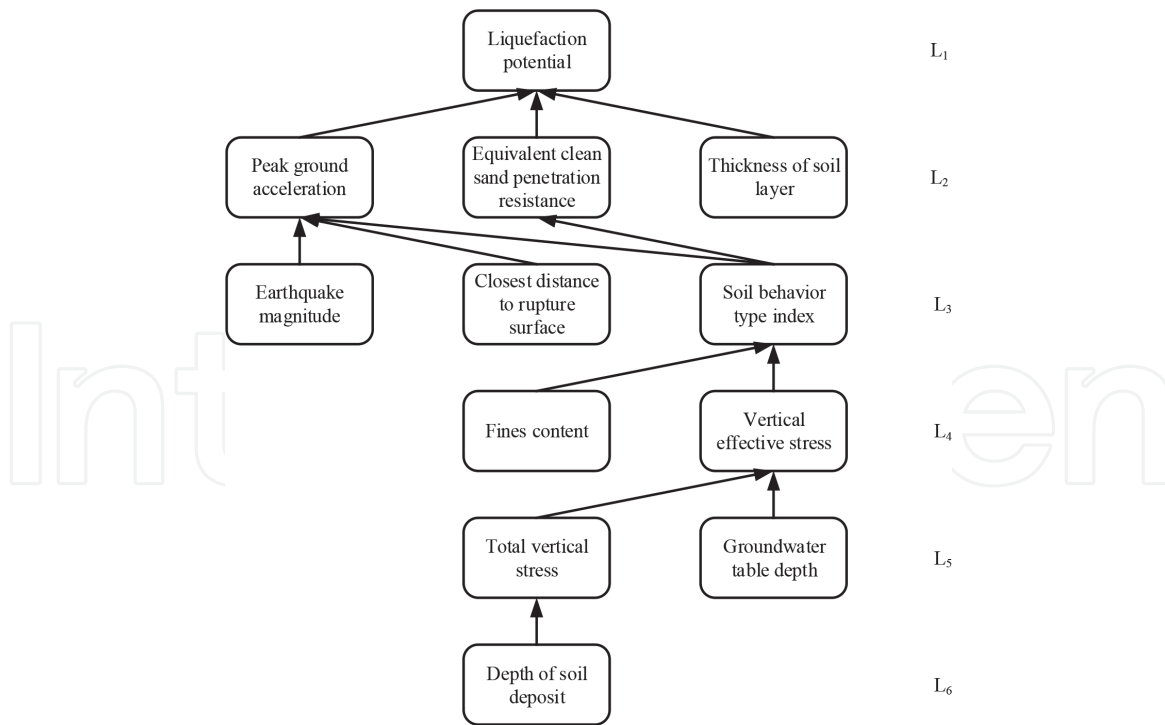 Liquefaction
potential
L₁
Peak ground
acceleration
Equivalent clean
sand penetration
resistance
Thickness of soil
layer
L₂
Earthquake
magnitude
Closest distance
to rupture
surface
Soil behavior
type index
L₃
Fines content
Vertical
effective stress
L₄
Total vertical
stress
Groundwater
table depth
L₅
Depth of soil
deposit
L₆
Int
en